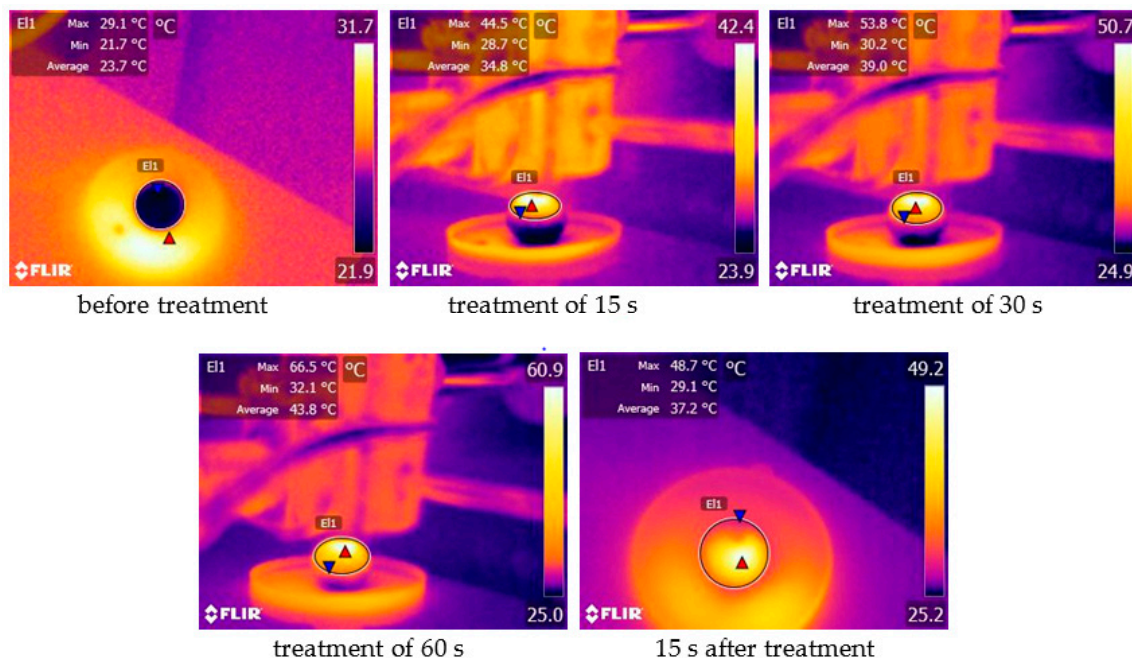 El1 Max 29.1 °C °C 31.7
Min 21.7 °C
Average 23.7 °C
El1
FLIR 21.9
before treatment
El1 Max 44.5 °C °C 42.4
Min 28.7 °C
Average 34.8 °C
El1
FLIR 23.9
treatment of 15 s
El1 Max 53.8 °C °C 50.7
Min 30.2 °C
Average 39.0 °C
El1
FLIR 24.9
treatment of 30 s
El1 Max 66.5 °C °C 60.9
Min 32.1 °C
Average 43.8 °C
El1
FLIR 25.0
treatment of 60 s
El1 Max 48.7 °C °C 49.2
Min 29.1 °C
Average 37.2 °C
El1
FLIR 25.2
15 s after treatment